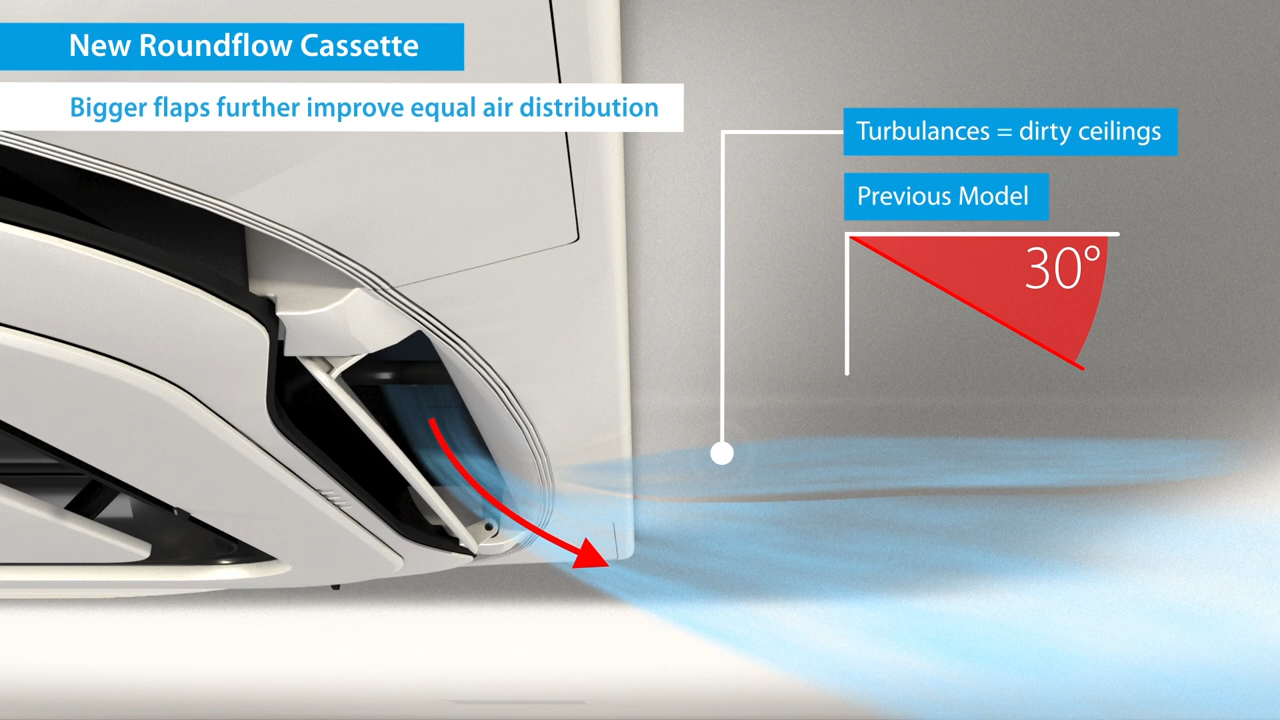 New Roundflow Cassette
Bigger flaps further improve equal air distribution
Turbulances = dirty ceilings
Previous Model
30°